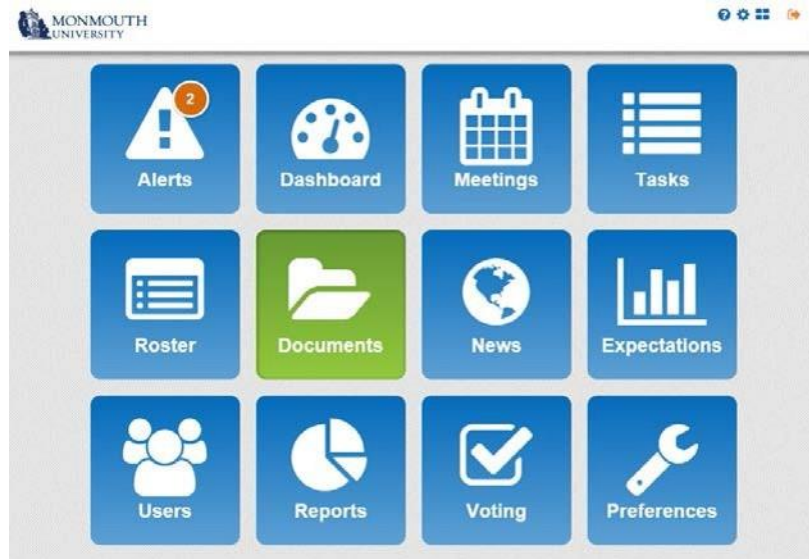 MONMOUTH
UNIVERSITY
2
Alerts
Dashboard
Meetings
Tasks
Roster
Documents
News
Expectations
Users
Reports
Voting
Preferences